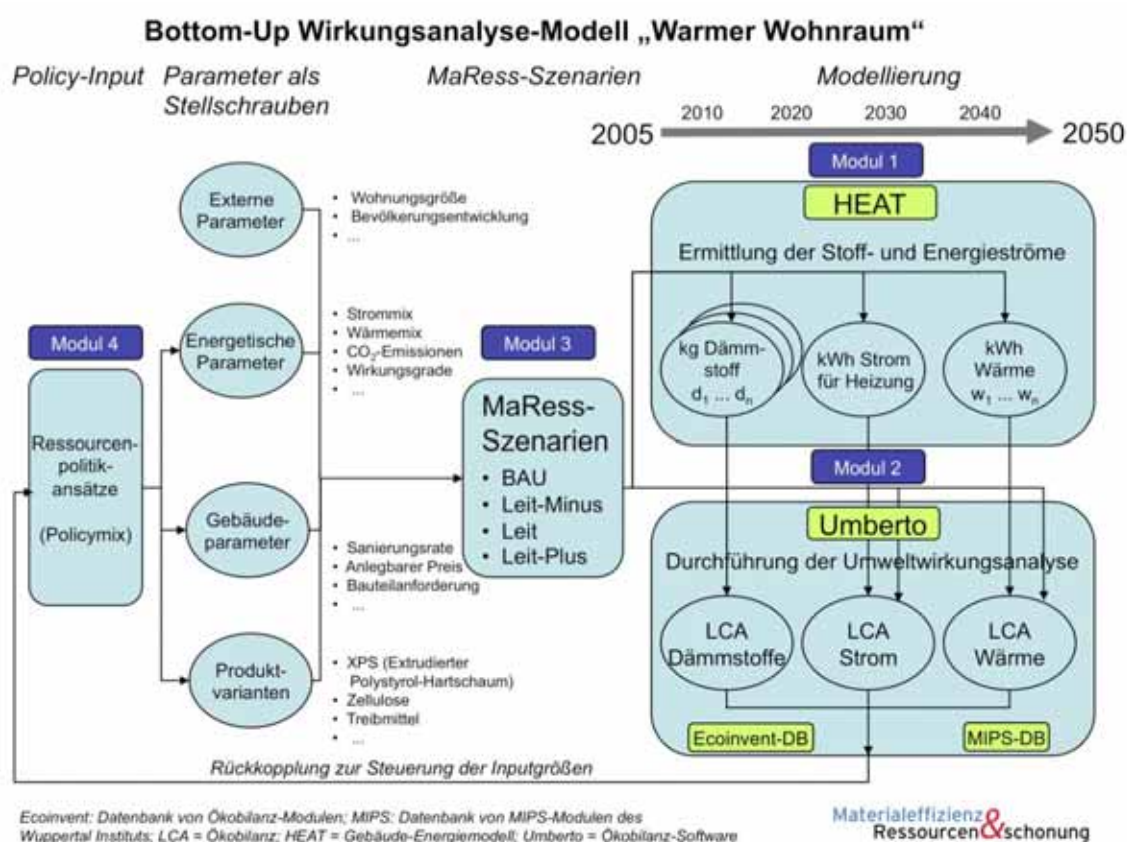 Bottom-Up Wirkungsanalyse-Modell „Warmer Wohnraum“
Policy-Input
Parameter als
Stellschrauben
MaRess-Szenarien
Modellierung
2005
2010
2020
2030
2040
2050
Modul 4
Ressourcen-
politik-
ansätze
(Policymix)
Externe
Parameter
• Wohnungsgröße
• Bevölkerungsentwicklung
• ...
Energetische
Parameter
• Strommix
• Wärmemix
• CO₂-Emissionen
• Wirkungsgrade
• ...
Gebäude-
parameter
• Sanierungsrate
• Anlegbarer Preis
• Bauteilanforderung
• ...
Produkt-
varianten
• XPS (Extrudierter
Polystyrol-Hartschaum)
• Zellulose
• Treibmittel
• ...
Modul 3
MaRess-
Szenarien
• BAU
• Leit-Minus
• Leit
• Leit-Plus
Modul 1
HEAT
Ermittlung der Stoff- und Energieströme
kg Dämm-
stoff
d₁ ... dₙ
kWh Strom
für Heizung
kWh
Wärme
w₁ ... wₙ
Modul 2
Umberto
Durchführung der Umweltwirkungsanalyse
LCA
Dämmstoffe
LCA
Strom
LCA
Wärme
Ecoinvent-DB
MIPS-DB
Rückkopplung zur Steuerung der Inputgrößen
Ecoinvent: Datenbank von Ökobilanz-Modulen; MIPS: Datenbank von MIPS-Modulen des
Wuppertal Instituts; LCA = Ökobilanz; HEAT = Gebäude-Energiemodell; Umberto = Ökobilanz-Software
Materialeffizienz &
Ressourcen schonung